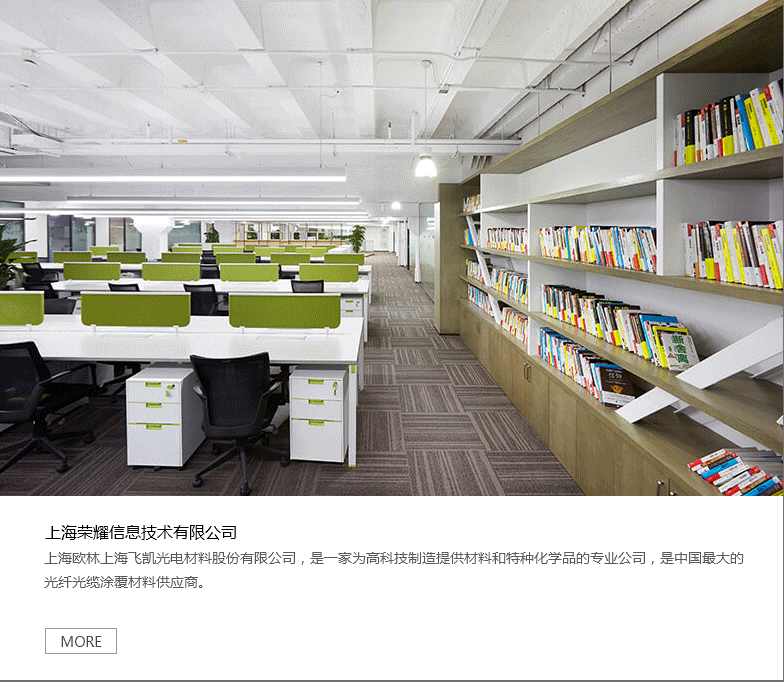 断舍离
上海荣耀信息技术有限公司
上海欧林上海飞凯光电材料股份有限公司，是一家为高科技制造提供材料和特种化学品的专业公司，是中国最大的
光纤光缆涂覆材料供应商。
MORE